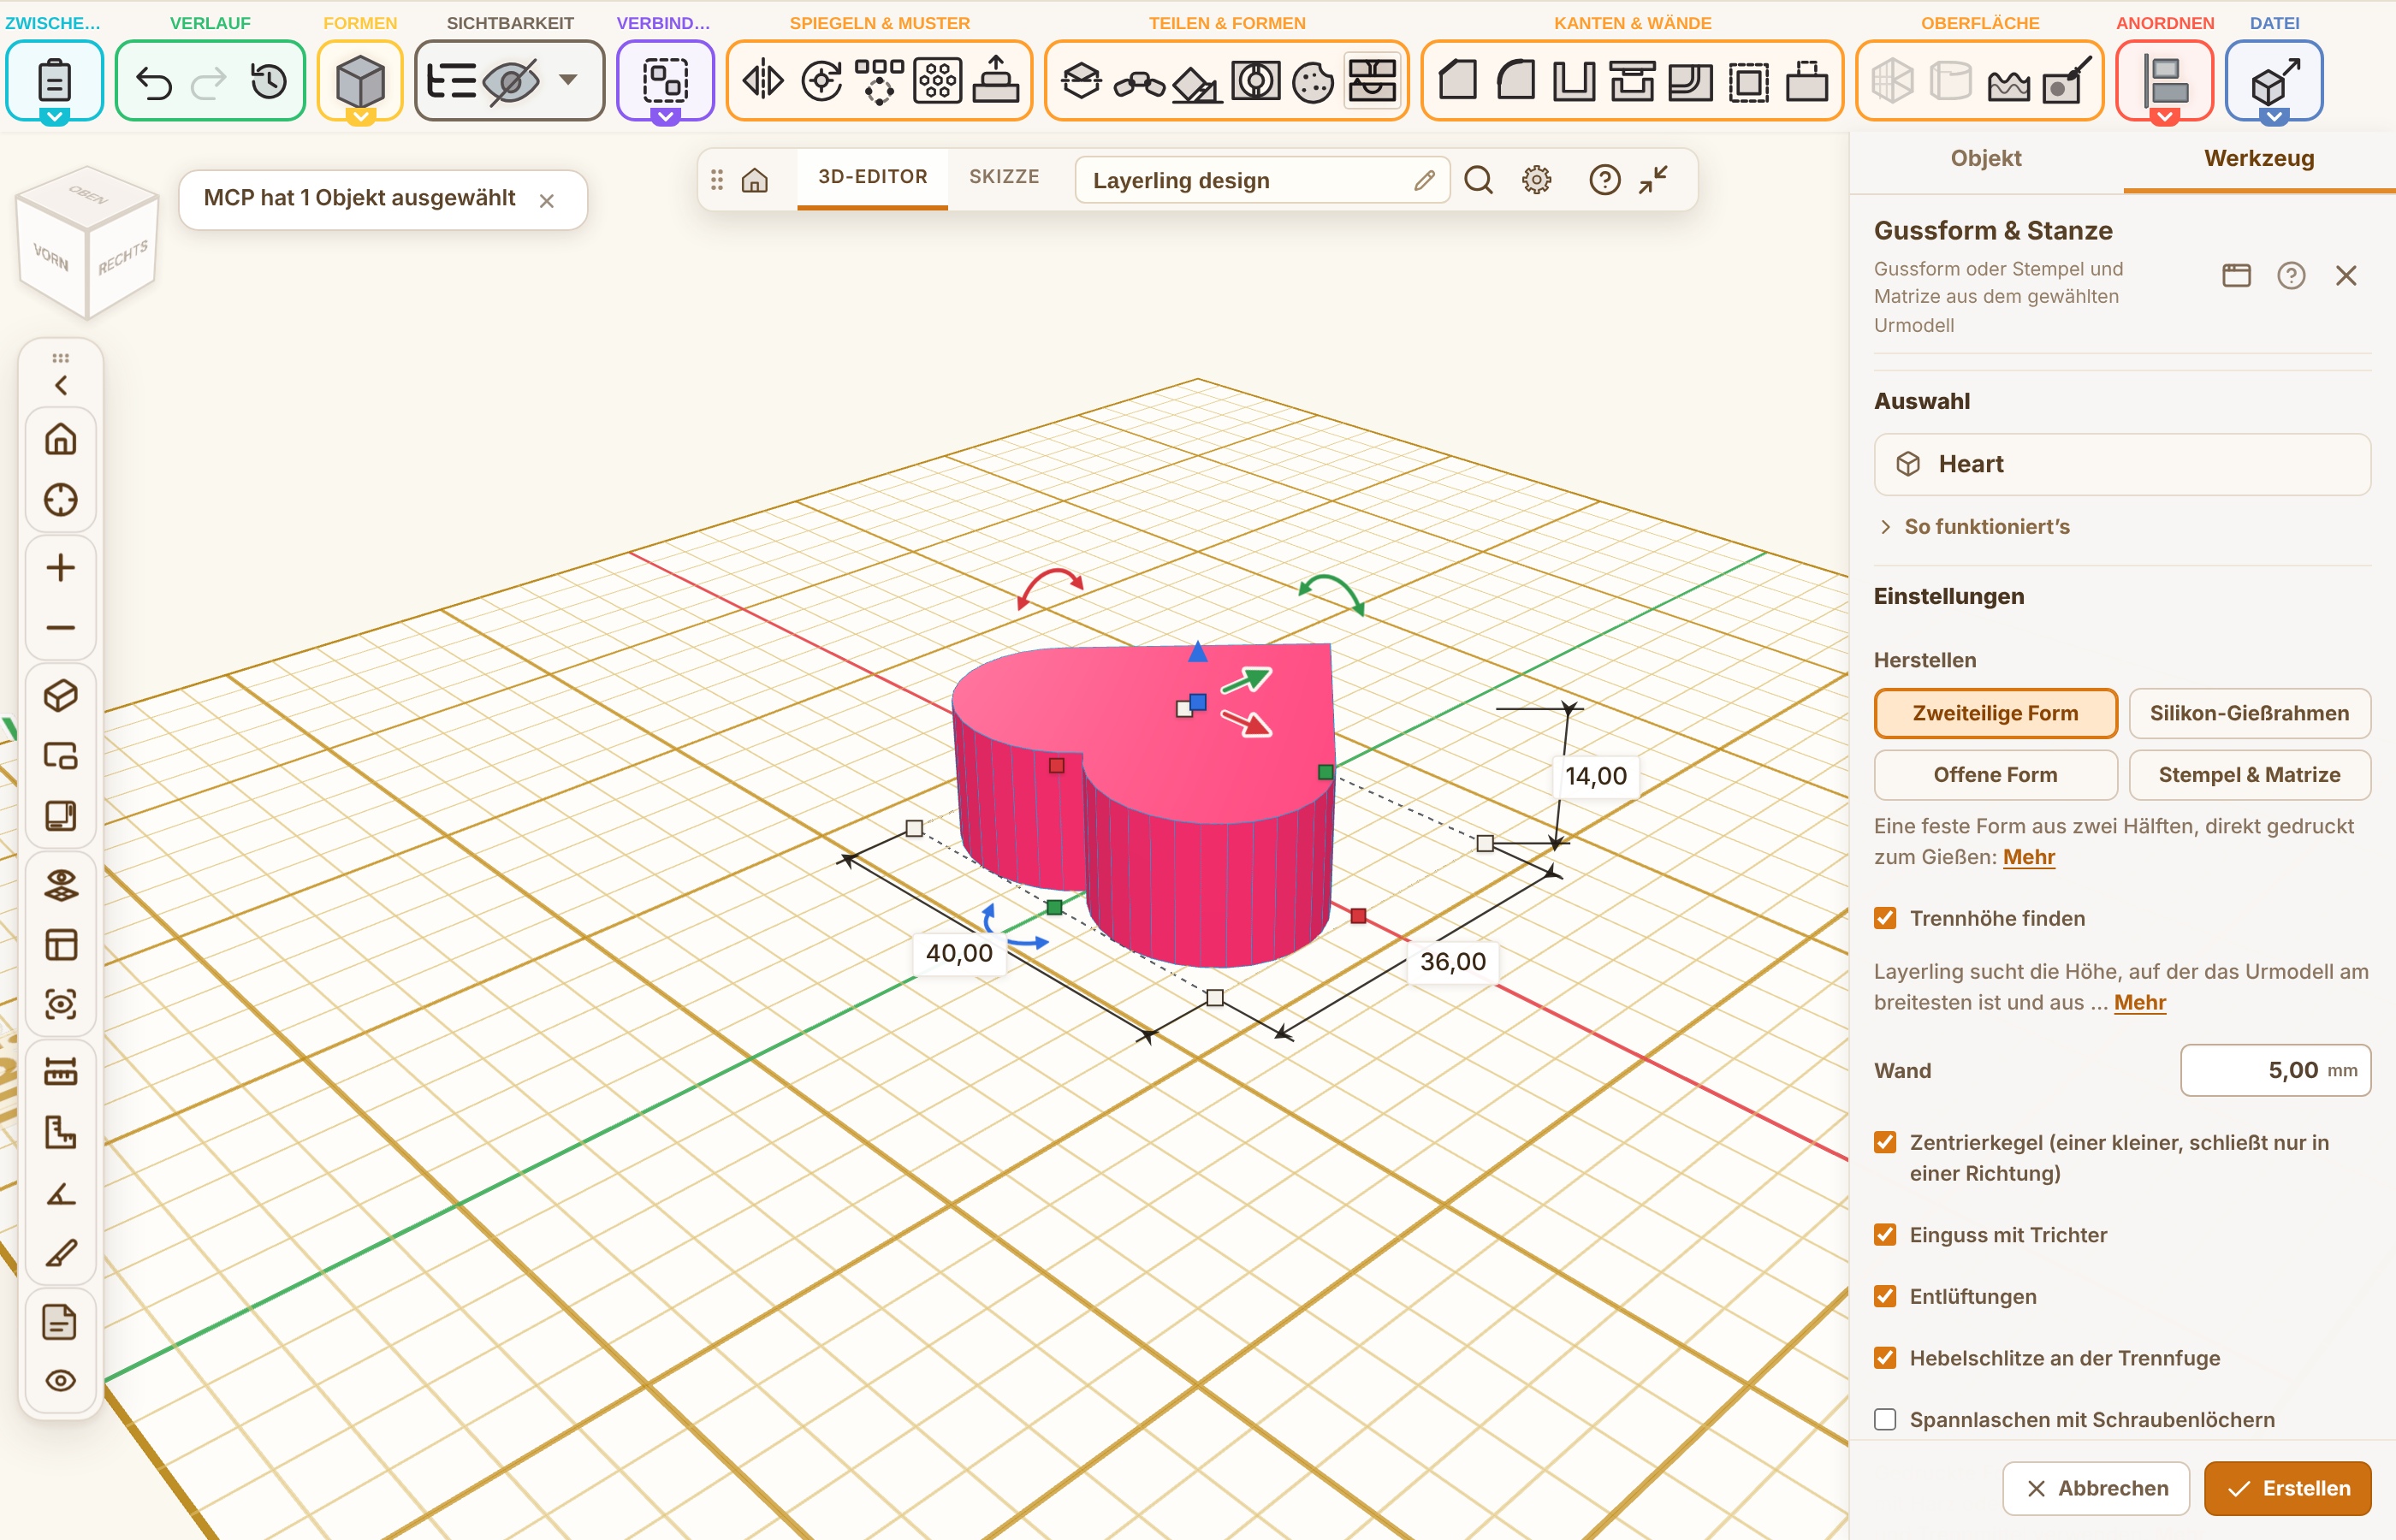 ZWISCHE...
VERLAUF
FORMEN
SICHTBARKEIT
VERBIND...
SPIEGELN & MUSTER
TEILEN & FORMEN
KANTEN & WÄNDE
OBERFLÄCHE
ANORDNEN
DATEI
OBEN
VORN
RECHTS
MCP hat 1 Objekt ausgewählt
3D-EDITOR
SKIZZE
Layerling design
Objekt
Werkzeug
Gussform & Stanze
Gussform oder Stempel und
Matrize aus dem gewählten
Urmodell
Auswahl
Heart
So funktioniert’s
Einstellungen
Herstellen
Zweiteilige Form
Silikon-Gießrahmen
Offene Form
Stempel & Matrize
Eine feste Form aus zwei Hälften, direkt gedruckt
zum Gießen: Mehr
Trennhöhe finden
Layerling sucht die Höhe, auf der das Urmodell am
breitesten ist und aus ... Mehr
Wand
5,00 mm
Zentrierkegel (einer kleiner, schließt nur in
einer Richtung)
Einguss mit Trichter
Entlüftungen
Hebelschlitze an der Trennfuge
Spannlaschen mit Schraubenlöchern
Abbrechen
Erstellen
14,00
40,00
36,00